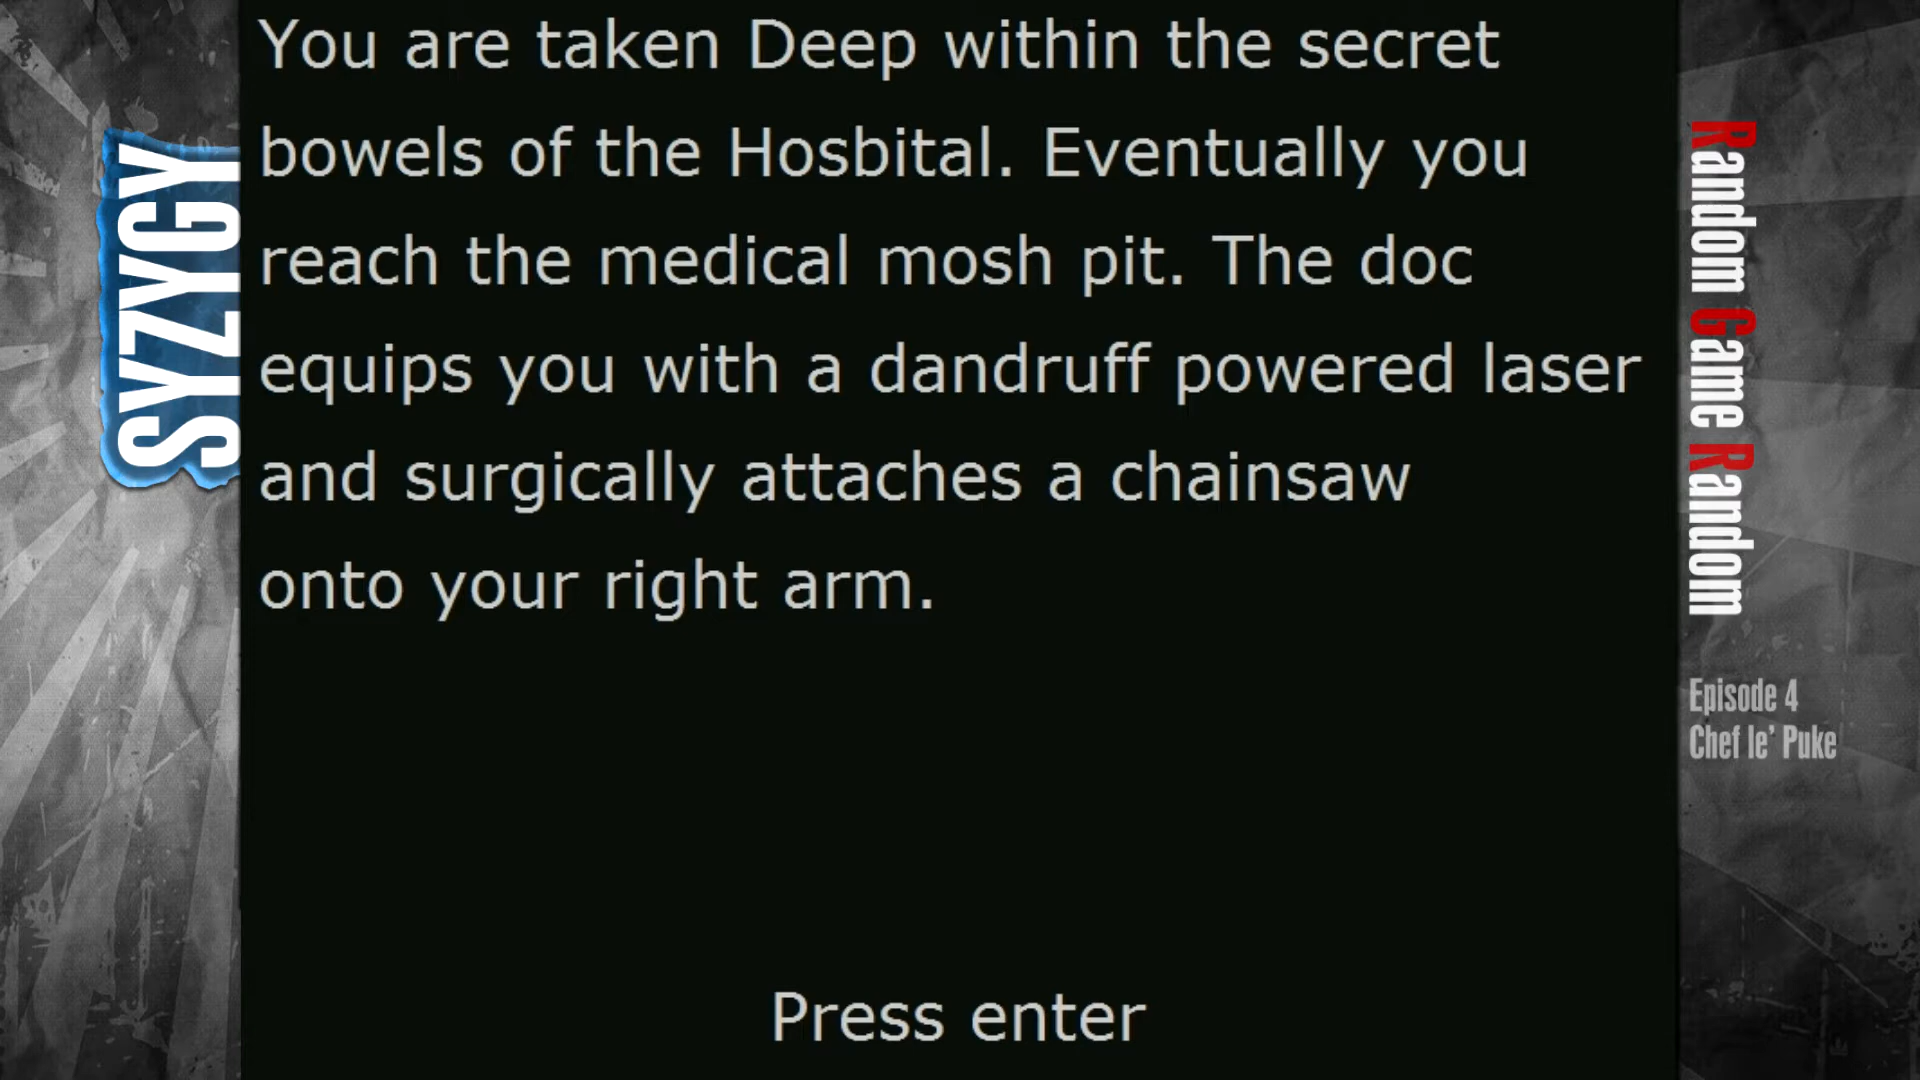 SYZYGY
You are taken Deep within the secret
bowels of the Hosbital. Eventually you
reach the medical mosh pit. The doc
equips you with a dandruff powered laser
and surgically attaches a chainsaw
onto your right arm.
Press enter
Random Game Random
Episode 4
Chef le' Puke